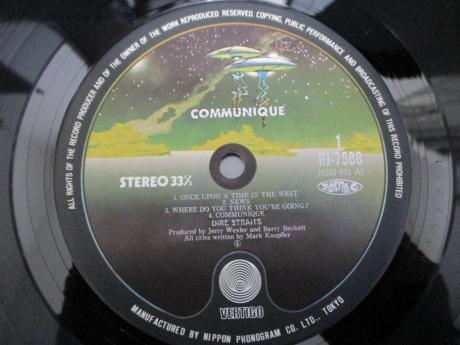 ALL RIGHTS OF THE RECORD PRODUCER AND OF THE OWNER OF THE WORK REPRODUCED RESERVED. COPYING, PUBLIC PERFORMANCE AND BROADCASTING OF THIS RECORD PROHIBITED
COMMUNIQUE
1
RJ-7588
(9102 031 A)
STEREO 33⅓
1. ONCE UPON A TIME IN THE WEST
2. NEWS
3. WHERE DO YOU THINK YOU'RE GOING?
4. COMMUNIQUE
DIRE STRAITS
Produced by Jerry Wexler and Barry Beckett
All titles written by Mark Knopfler
VERTIGO
MANUFACTURED BY NIPPON PHONOGRAM CO. LTD., TOKYO